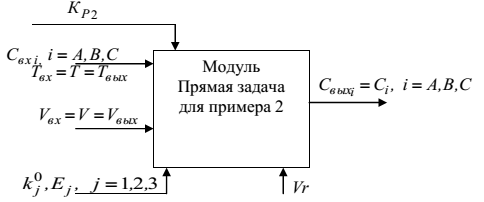 K_{P2}
C_{вх i}, i = A,B,C
T_{вх} = T = T_{вых}
V_{вх} = V = V_{вых}
Модуль
Прямая задача
для примера 2
C_{вых_i} = C_i, i = A,B,C
k_j^0, E_j, j = 1,2,3
Vr